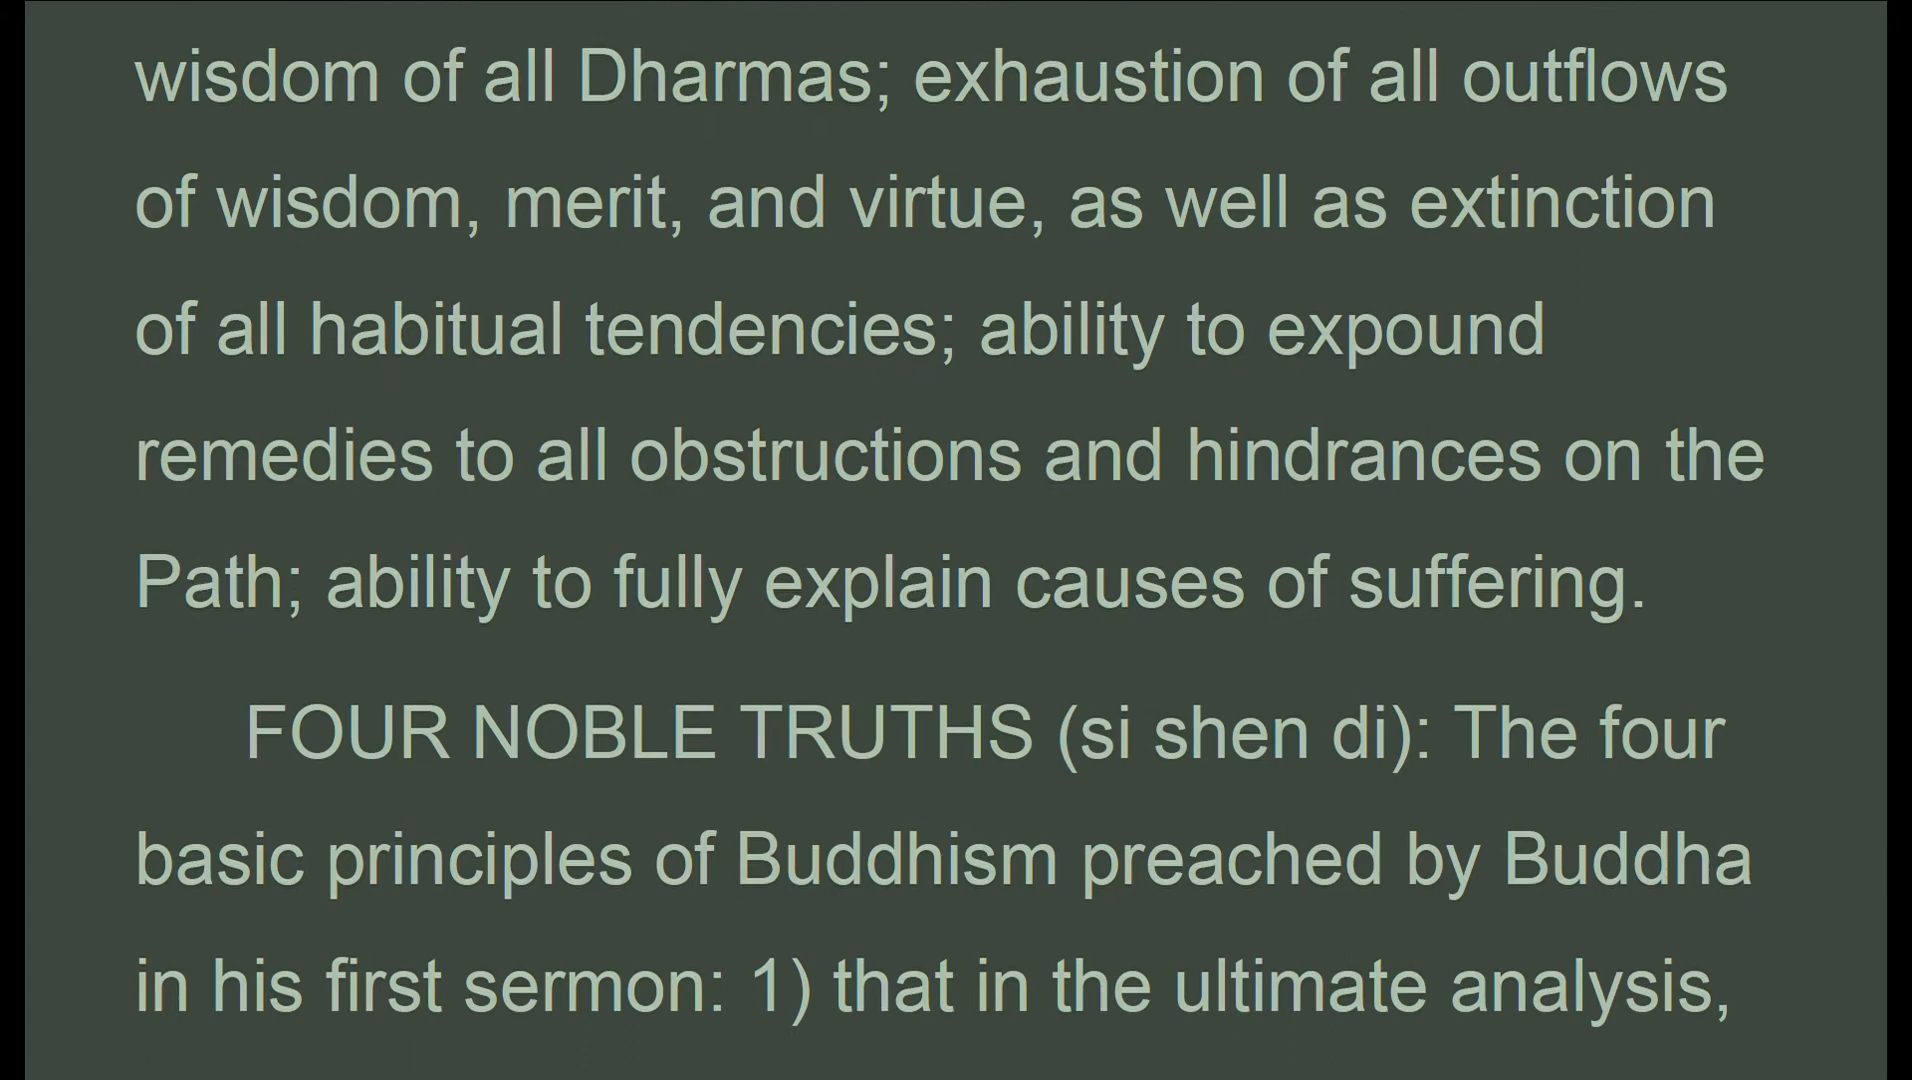 wisdom of all Dharmas; exhaustion of all outflows
of wisdom, merit, and virtue, as well as extinction
of all habitual tendencies; ability to expound
remedies to all obstructions and hindrances on the
Path; ability to fully explain causes of suffering.
FOUR NOBLE TRUTHS (si shen di): The four
basic principles of Buddhism preached by Buddha
in his first sermon: 1) that in the ultimate analysis,